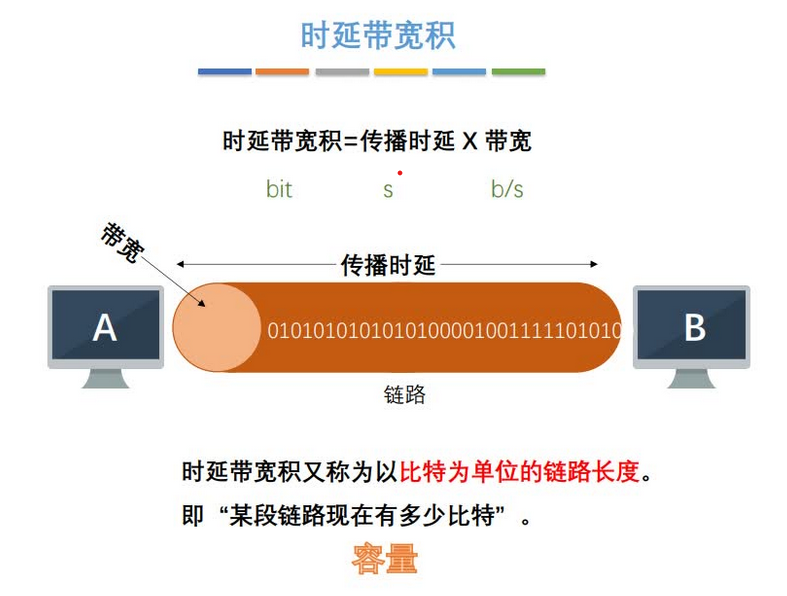 时延带宽积
时延带宽积=传播时延 X 带宽
bit s b/s
带宽
传播时延
A
010101010101010000100111110101 0
B
链路
时延带宽积又称为以比特为单位的链路长度。
即“某段链路现在有多少比特”。
容量